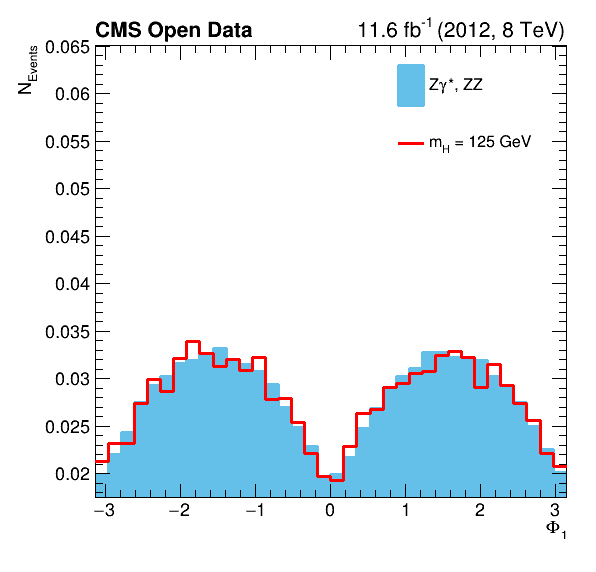 CMS Open Data 11.6 fb⁻¹ (2012, 8 TeV)
N_Events
0.065
0.06
0.055
0.05
0.045
0.04
0.035
0.03
0.025
0.02
Zγ*, ZZ
m_H = 125 GeV
−3 −2 −1 0 1 2 3
Φ₁